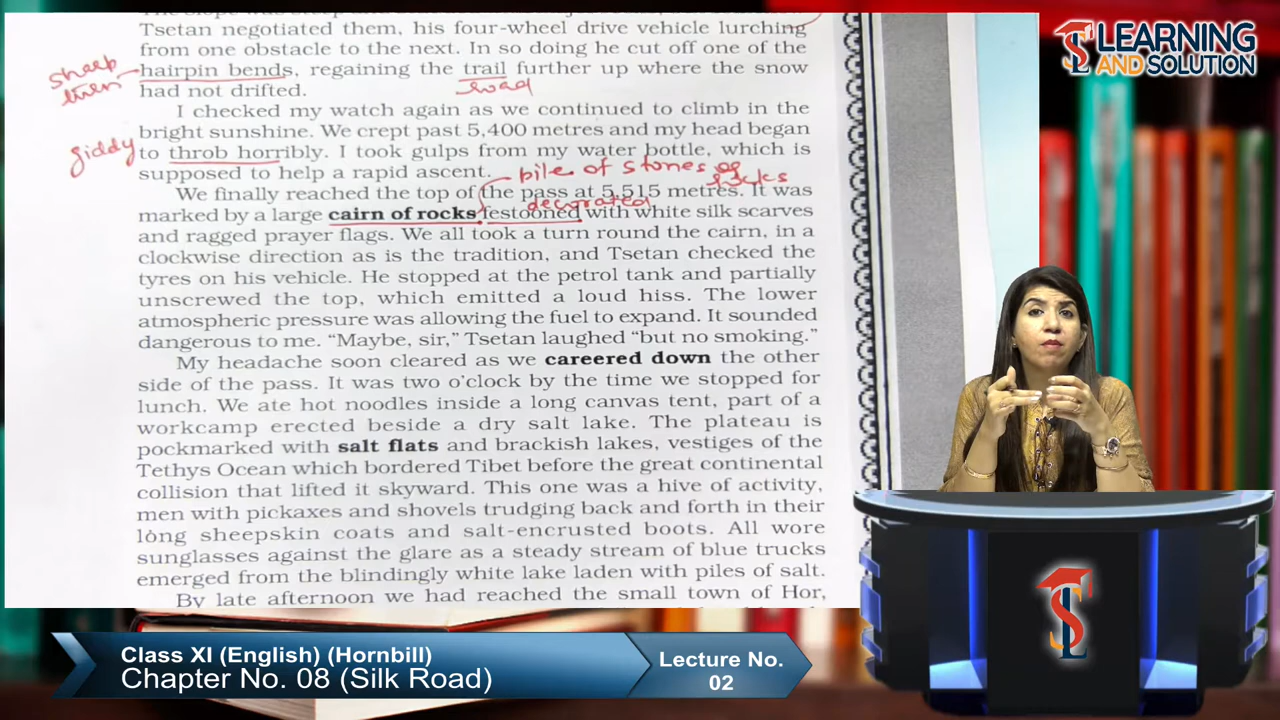 Tsetan negotiated them, his four-wheel drive vehicle lurching
from one obstacle to the next. In so doing he cut off one of the
hairpin bends, regaining the trail further up where the snow
had not drifted.
sharp
turn
road
I checked my watch again as we continued to climb in the
bright sunshine. We crept past 5,400 metres and my head began
to throb horribly. I took gulps from my water bottle, which is
supposed to help a rapid ascent.
giddy
pile of stones or
rocks
We finally reached the top of the pass at 5,515 metres. It was
decorated
marked by a large cairn of rocks festooned with white silk scarves
and ragged prayer flags. We all took a turn round the cairn, in a
clockwise direction as is the tradition, and Tsetan checked the
tyres on his vehicle. He stopped at the petrol tank and partially
unscrewed the top, which emitted a loud hiss. The lower
atmospheric pressure was allowing the fuel to expand. It sounded
dangerous to me. “Maybe, sir,” Tsetan laughed “but no smoking.”
My headache soon cleared as we careered down the other
side of the pass. It was two o’clock by the time we stopped for
lunch. We ate hot noodles inside a long canvas tent, part of a
workcamp erected beside a dry salt lake. The plateau is
pockmarked with salt flats and brackish lakes, vestiges of the
Tethys Ocean which bordered Tibet before the great continental
collision that lifted it skyward. This one was a hive of activity,
men with pickaxes and shovels trudging back and forth in their
long sheepskin coats and salt-encrusted boots. All wore
sunglasses against the glare as a steady stream of blue trucks
emerged from the blindingly white lake laden with piles of salt.
By late afternoon we had reached the small town of Hor,
LEARNING
AND SOLUTION
Class XI (English) (Hornbill)
Chapter No. 08 (Silk Road)
Lecture No.
02